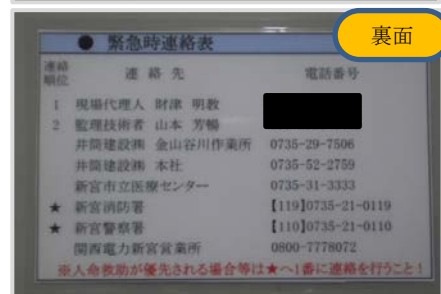 裏面
● 緊急時連絡表
連絡順位 連絡先 電話番号
1 現場代理人 財津 明教
2 監理技術者 山本 芳暢
井筒建設㈱ 金山谷川作業所 0735-29-7506
井筒建設㈱ 本社 0735-52-2759
新宮市立医療センター 0735-31-3333
★ 新宮消防署 【119】0735-21-0119
★ 新宮警察署 【110】0735-21-0110
関西電力新宮営業所 0800-7778072
※人命救助が優先される場合等は★へ1番に連絡を行うこと!